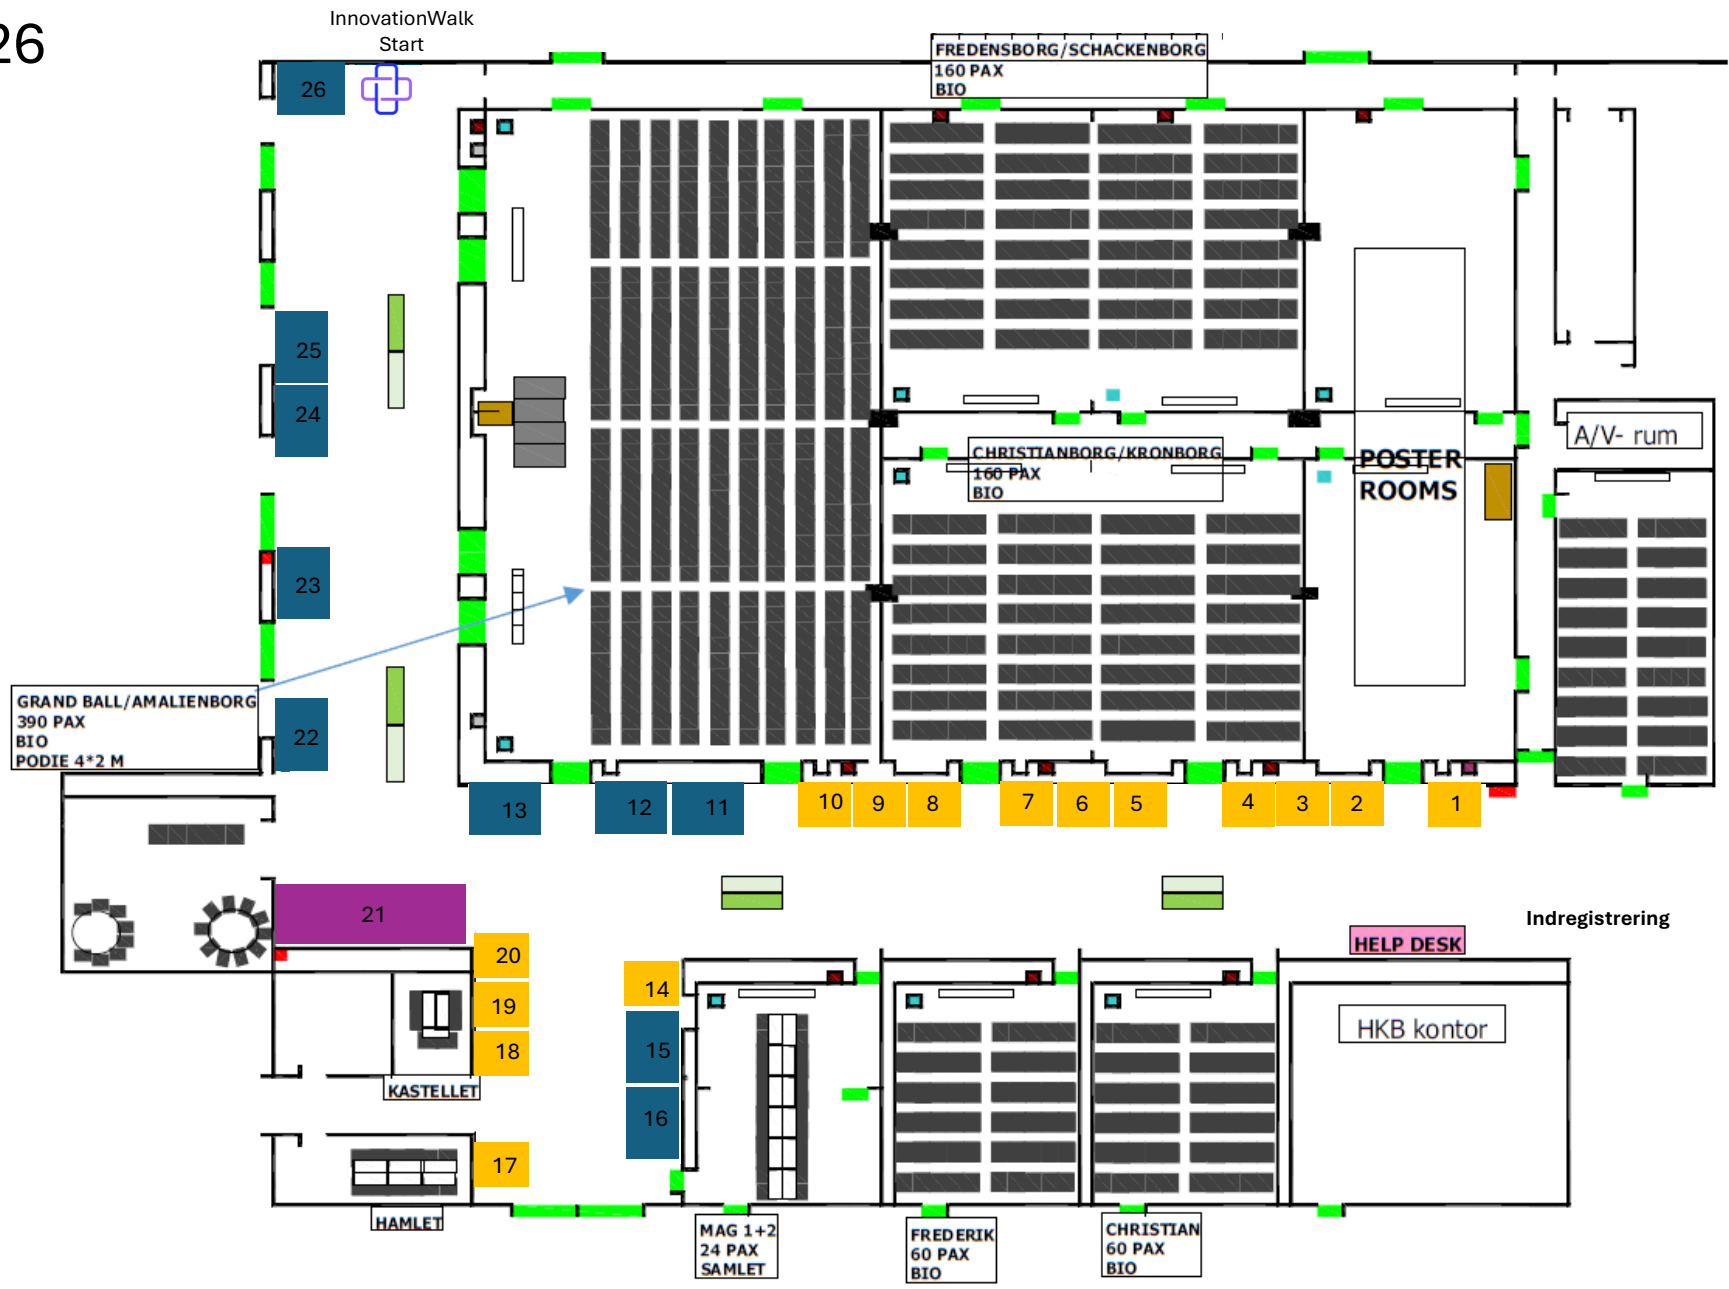 26
InnovationWalk
Start
FREDENSBORG/SCHACKENBORG
160 PAX
BIO
26
25
24
A/V- rum
CHRISTIANBORG/KRONBORG
160 PAX
BIO
POSTER
ROOMS
23
GRAND BALL/AMALIENBORG
390 PAX
BIO
PODIE 4*2 M
22
13
12
11
10
9
8
7
6
5
4
3
2
1
21
Indregistrering
HELP DESK
20
19
18
14
15
16
HKB kontor
KASTELLET
17
HAMLET
MAG 1+2
24 PAX
SAMLET
FREDERIK
60 PAX
BIO
CHRISTIAN
60 PAX
BIO